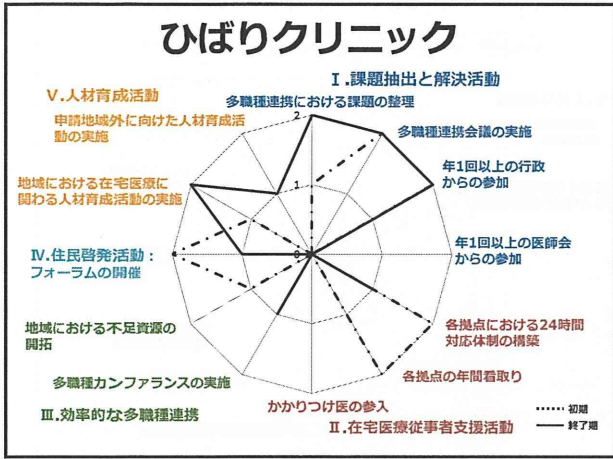 ひばりクリニック
Ⅰ.課題抽出と解決活動
Ⅴ.人材育成活動
多職種連携における課題の整理
申請地域外に向けた人材育成活
動の実施
2
多職種連携会議の実施
1
年1回以上の行政
からの参加
地域における在宅医療に
関わる人材育成活動の実施
年1回以上の医師会
からの参加
Ⅳ.住民啓発活動：
フォーラムの開催
0
地域における不足資源の
開拓
各拠点における24時間
対応体制の構築
多職種カンファランスの実施
各拠点の年間看取り
かかりつけ医の参入
Ⅲ.効率的な多職種連携
Ⅱ.在宅医療従事者支援活動
初期
終了期